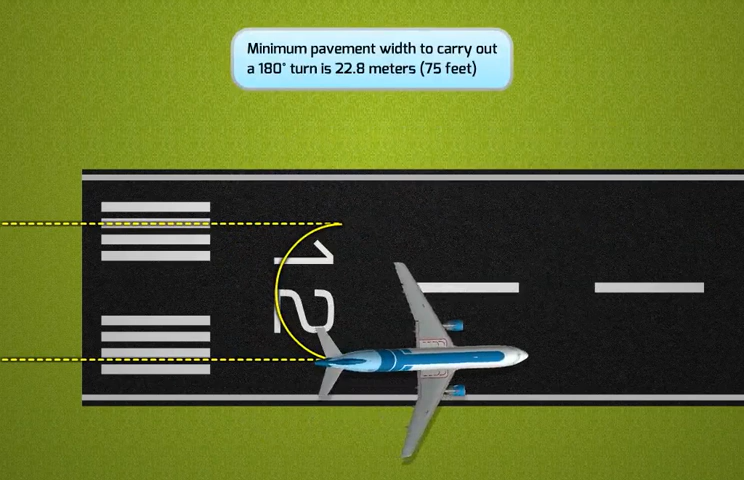 Minimum pavement width to carry out
a 180° turn is 22.8 meters (75 feet)
12